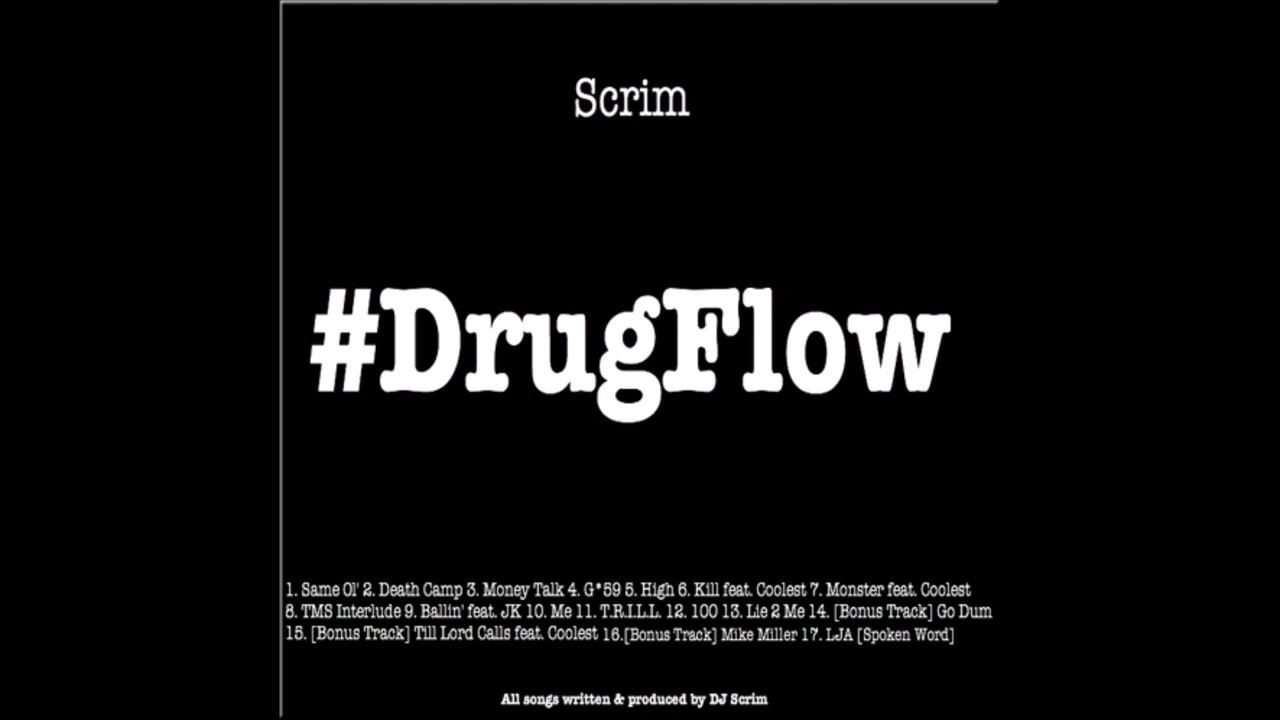 Scrim
#DrugFlow
1. Same Ol' 2. Death Camp 3. Money Talk 4. G*59 5. High 6. Kill feat. Coolest 7. Monster feat. Coolest
8. TMS Interlude 9. Ballin' feat. JK 10. Me 11. T.R.I.L.L. 12. 100 13. Lie 2 Me 14. [Bonus Track] Go Dum
15. [Bonus Track] Till Lord Calls feat. Coolest 16.[Bonus Track] Mike Miller 17. LJA [Spoken Word]
All songs written & produced by DJ Scrim